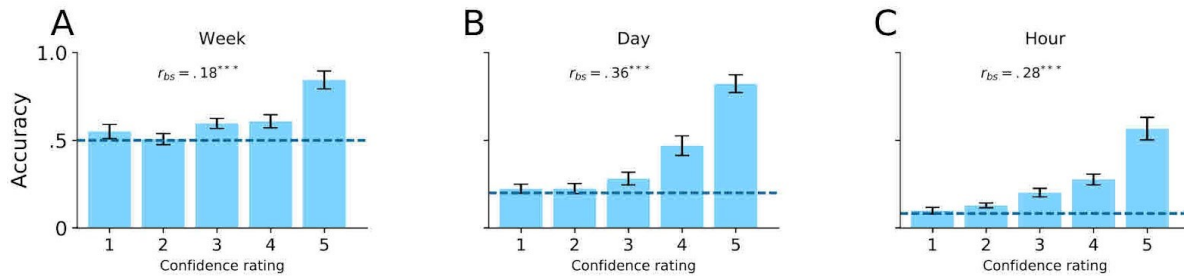 A
Week
r_bs = .18***
1.0
.5
0
Accuracy
1 2 3 4 5
Confidence rating
B
Day
r_bs = .36***
1 2 3 4 5
Confidence rating
C
Hour
r_bs = .28***
1 2 3 4 5
Confidence rating